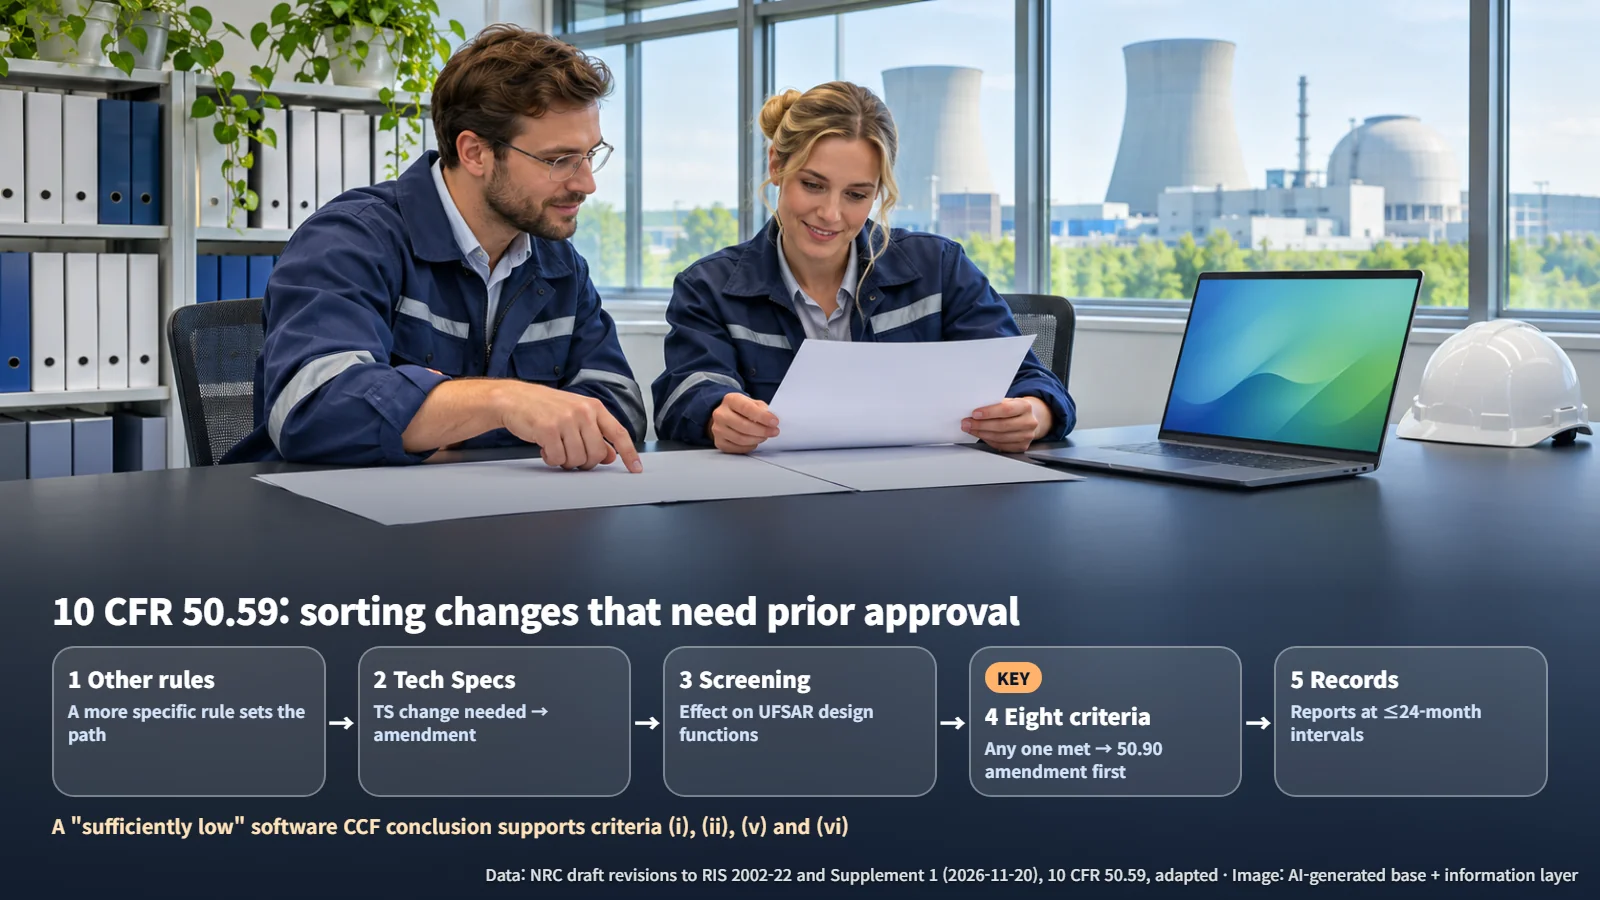 10 CFR 50.59: sorting changes that need prior approval
1 Other rules
A more specific rule sets the
path
→
2 Tech Specs
TS change needed →
amendment
→
3 Screening
Effect on UFSAR design
functions
→
KEY
4 Eight criteria
Any one met → 50.90
amendment first
→
5 Records
Reports at ≤24-month
intervals
A "sufficiently low" software CCF conclusion supports criteria (i), (ii), (v) and (vi)
Data: NRC draft revisions to RIS 2002-22 and Supplement 1 (2026-11-20), 10 CFR 50.59, adapted · Image: AI-generated base + information layer